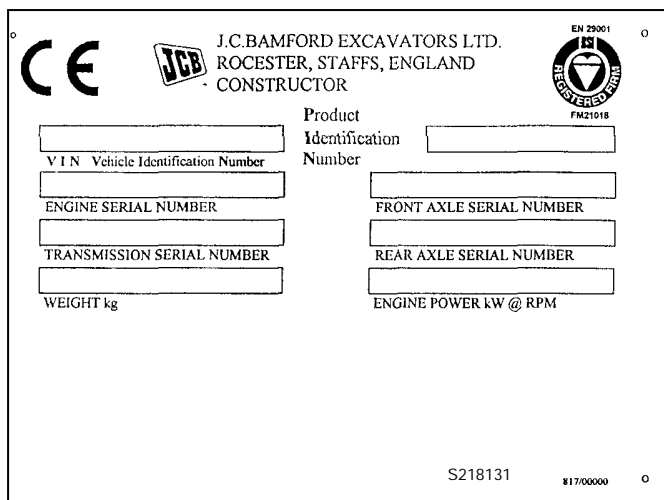 EN 29001
BSI
REGISTERED FIRM
FM21018
CE
JCB
J.C.BAMFORD EXCAVATORS LTD.
ROCESTER, STAFFS, ENGLAND
CONSTRUCTOR
Product
Identification
Number
V I N Vehicle Identification Number
ENGINE SERIAL NUMBER
FRONT AXLE SERIAL NUMBER
TRANSMISSION SERIAL NUMBER
REAR AXLE SERIAL NUMBER
WEIGHT kg
ENGINE POWER kW @ RPM
S218131
817/00000